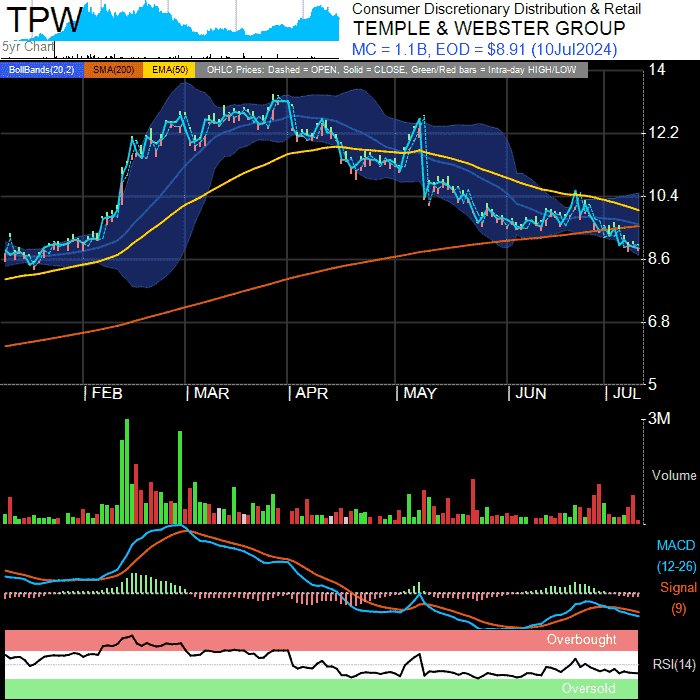 TPW
5yr Chart
Consumer Discretionary Distribution & Retail
TEMPLE & WEBSTER GROUP
MC = 1.1B, EOD = $8.91 (10Jul2024)
BollBands(20,2) SMA(200) EMA(50) OHLC Prices: Dashed = OPEN, Solid = CLOSE, Green/Red bars = Intra-day HIGH/LOW
14
12.2
10.4
8.6
6.8
5
| FEB | MAR | APR | MAY | JUN | JUL
3M
Volume
MACD
(12-26)
Signal
(9)
Overbought
RSI(14)
Oversold